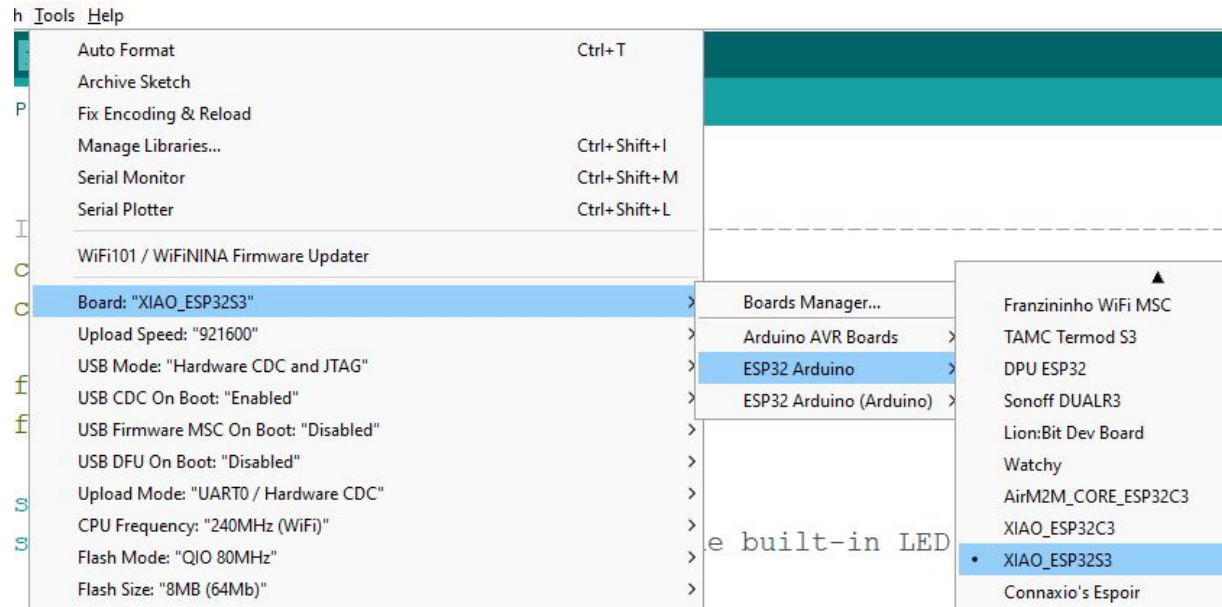 h Tools Help
Auto Format Ctrl+T
Archive Sketch
P
Fix Encoding & Reload
Manage Libraries... Ctrl+Shift+I
Serial Monitor Ctrl+Shift+M
Serial Plotter Ctrl+Shift+L
I
WiFi101 / WiFiNINA Firmware Updater
C
Board: "XIAO_ESP32S3"
C
Upload Speed: "921600"
USB Mode: "Hardware CDC and JTAG"
f
USB CDC On Boot: "Enabled"
f
USB Firmware MSC On Boot: "Disabled"
USB DFU On Boot: "Disabled"
Upload Mode: "UART0 / Hardware CDC"
s
CPU Frequency: "240MHz (WiFi)"
s
Flash Mode: "QIO 80MHz"
Flash Size: "8MB (64Mb)"
Boards Manager...
Arduino AVR Boards
ESP32 Arduino
ESP32 Arduino (Arduino)
e built-in LED
Franzininho WiFi MSC
TAMC Termod S3
DPU ESP32
Sonoff DUALR3
Lion:Bit Dev Board
Watchy
AirM2M_CORE_ESP32C3
XIAO_ESP32C3
• XIAO_ESP32S3
Connaxio's Espoir